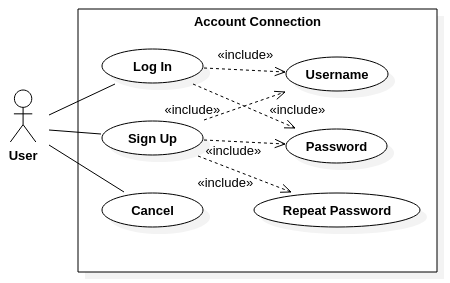 Account Connection
«include»
Log In
Username
«include»
«include»
User
Sign Up
Password
«include»
«include»
Cancel
Repeat Password